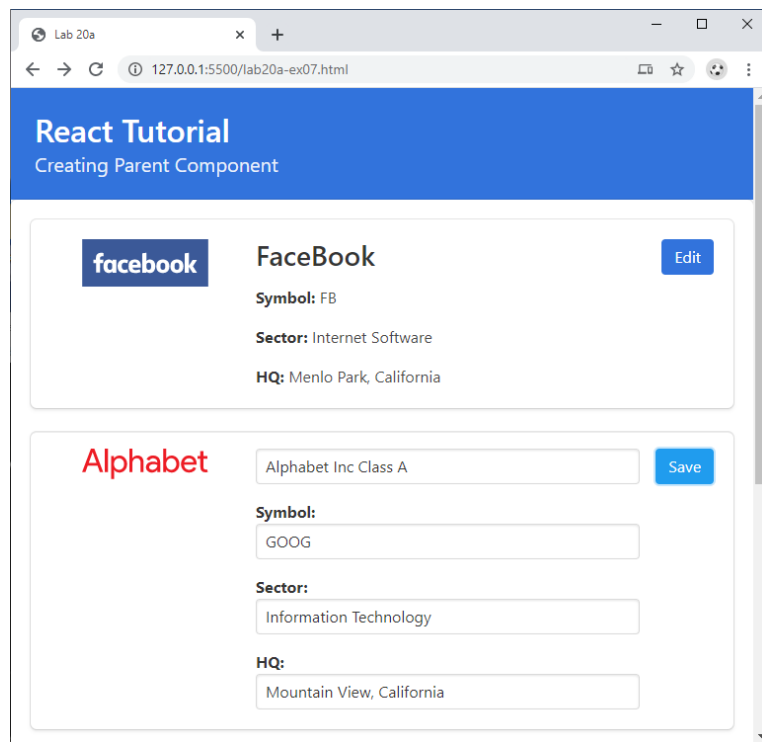 Lab 20a
127.0.0.1:5500/lab20a-ex07.html
React Tutorial
Creating Parent Component
facebook
FaceBook
Edit
Symbol: FB
Sector: Internet Software
HQ: Menlo Park, California
Alphabet
Alphabet Inc Class A
Save
Symbol:
GOOG
Sector:
Information Technology
HQ:
Mountain View, California